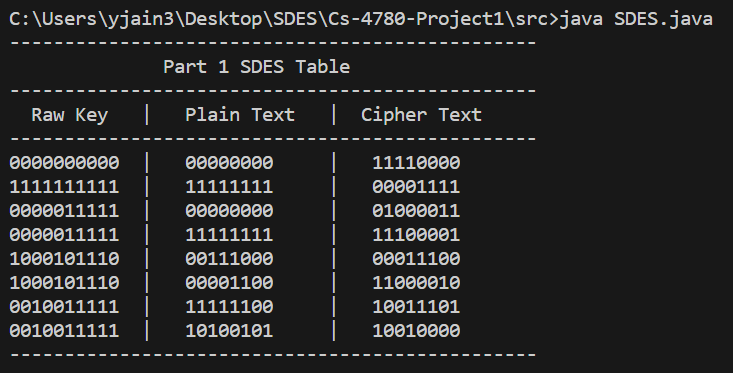 C:\Users\yjain3\Desktop\SDES\Cs-4780-Project1\src>java SDES.java
------------------------------------------------
Part 1 SDES Table
------------------------------------------------
Raw Key | Plain Text | Cipher Text
------------------------------------------------
0000000000 | 00000000 | 11110000
1111111111 | 11111111 | 00001111
0000011111 | 00000000 | 01000011
0000011111 | 11111111 | 11100001
1000101110 | 00111000 | 00011100
1000101110 | 00001100 | 11000010
0010011111 | 11111100 | 10011101
0010011111 | 10100101 | 10010000
------------------------------------------------